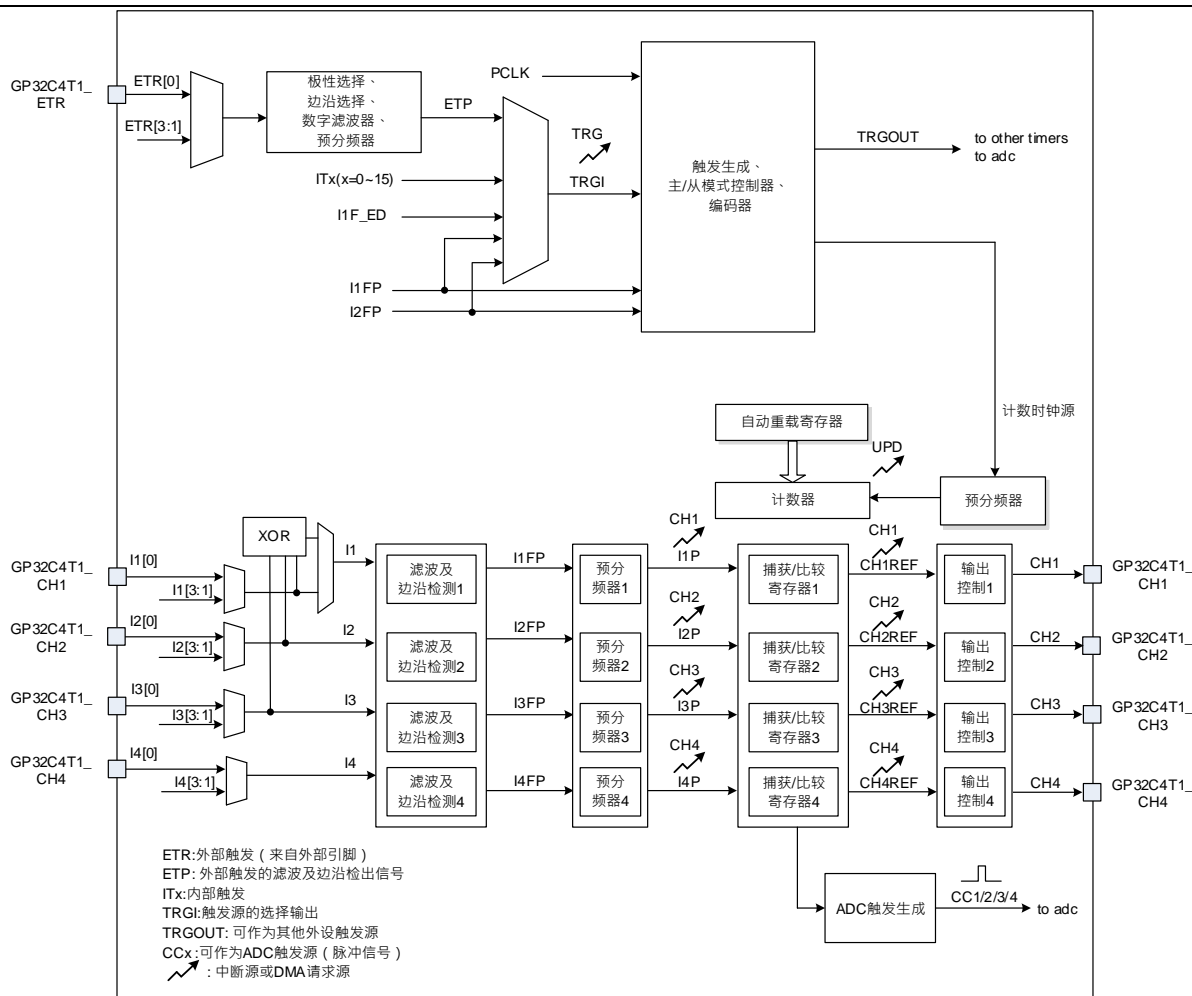 GP32C4T1_
ETR
ETR[0]
ETR[3:1]
极性选择、
边沿选择、
数字滤波器、
预分频器
ETP
PCLK
ITx(x=0~15)
I1F_ED
I1FP
I2FP
TRG
TRGI
触发生成、
主/从模式控制器、
编码器
TRGOUT
to other timers
to adc
计数时钟源
自动重载寄存器
UPD
计数器
预分频器
XOR
GP32C4T1_
CH1
I1[0]
I1[3:1]
I1
滤波及
边沿检测1
I1FP
预分
频器1
CH1
I1P
捕获/比较
寄存器1
CH1
CH1REF
输出
控制1
CH1
GP32C4T1_
CH1
GP32C4T1_
CH2
I2[0]
I2[3:1]
I2
滤波及
边沿检测2
I2FP
预分
频器2
CH2
I2P
捕获/比较
寄存器2
CH2
CH2REF
输出
控制2
CH2
GP32C4T1_
CH2
GP32C4T1_
CH3
I3[0]
I3[3:1]
I3
滤波及
边沿检测3
I3FP
预分
频器3
CH3
I3P
捕获/比较
寄存器3
CH3
CH3REF
输出
控制3
CH3
GP32C4T1_
CH3
GP32C4T1_
CH4
I4[0]
I4[3:1]
I4
滤波及
边沿检测4
I4FP
预分
频器4
CH4
I4P
捕获/比较
寄存器4
CH4
CH4REF
输出
控制4
CH4
GP32C4T1_
CH4
ETR:外部触发（来自外部引脚）
ETP: 外部触发的滤波及边沿检出信号
ITx:内部触发
TRGI:触发源的选择输出
TRGOUT: 可作为其他外设触发源
CCx:可作为ADC触发源（脉冲信号）
: 中断源或DMA请求源
ADC触发生成
CC1/2/3/4
to adc